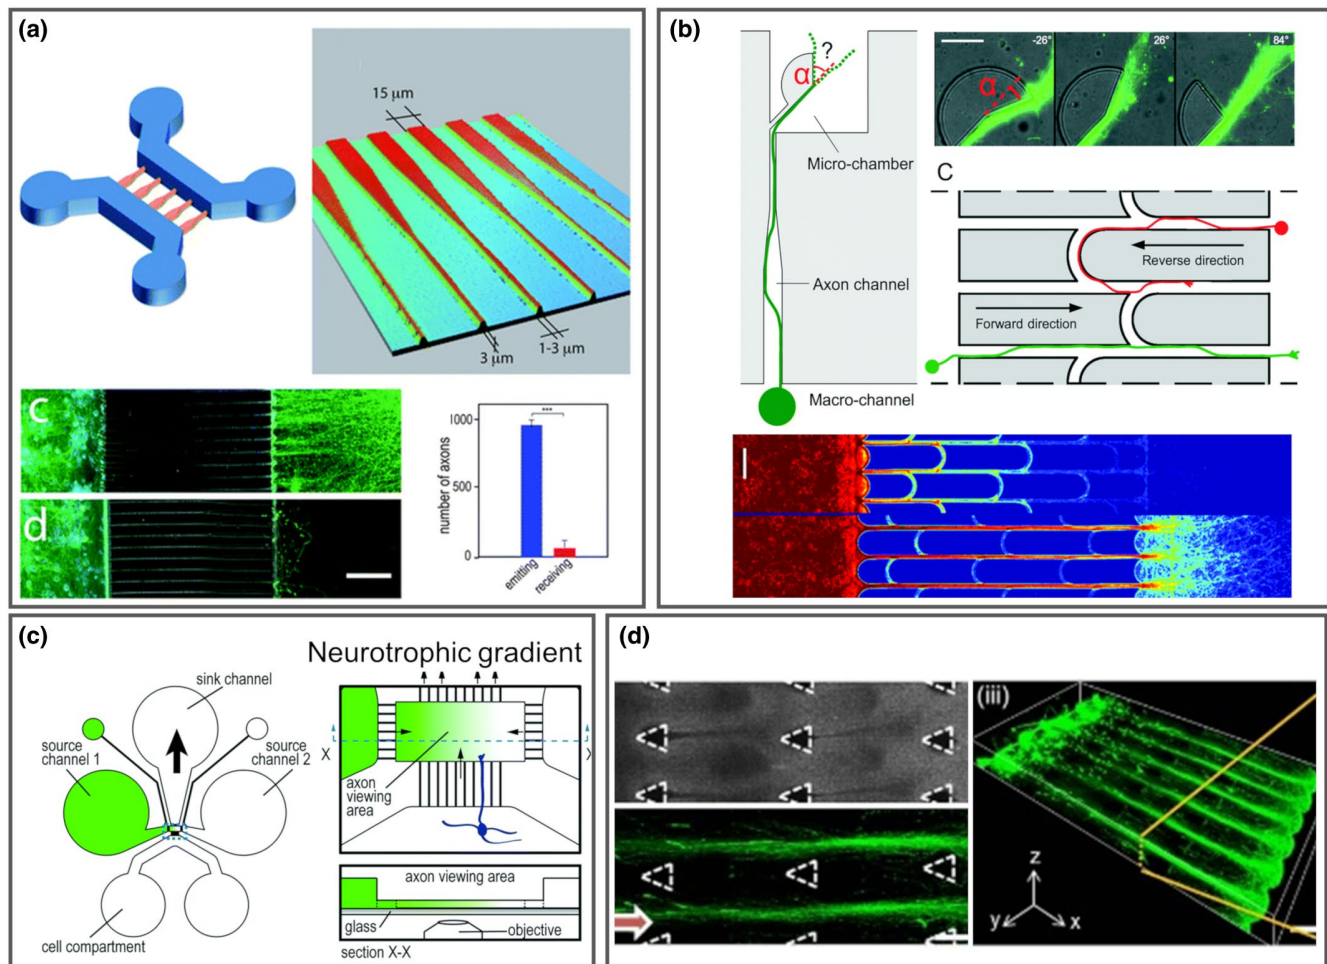 (a)
15 μm
3 μm
1-3 μm
c
d
number of axons
1000
500
0
***
emitting
receiving
(b)
α
?
Micro-chamber
Axon channel
Macro-channel
-26°
26°
84°
α
C
Reverse direction
Forward direction
(c)
sink channel
source
channel 1
source
channel 2
cell compartment
Neurotrophic gradient
X
X
axon
viewing
area
axon viewing area
glass
objective
section X-X
(d)
(iii)
z
y
x